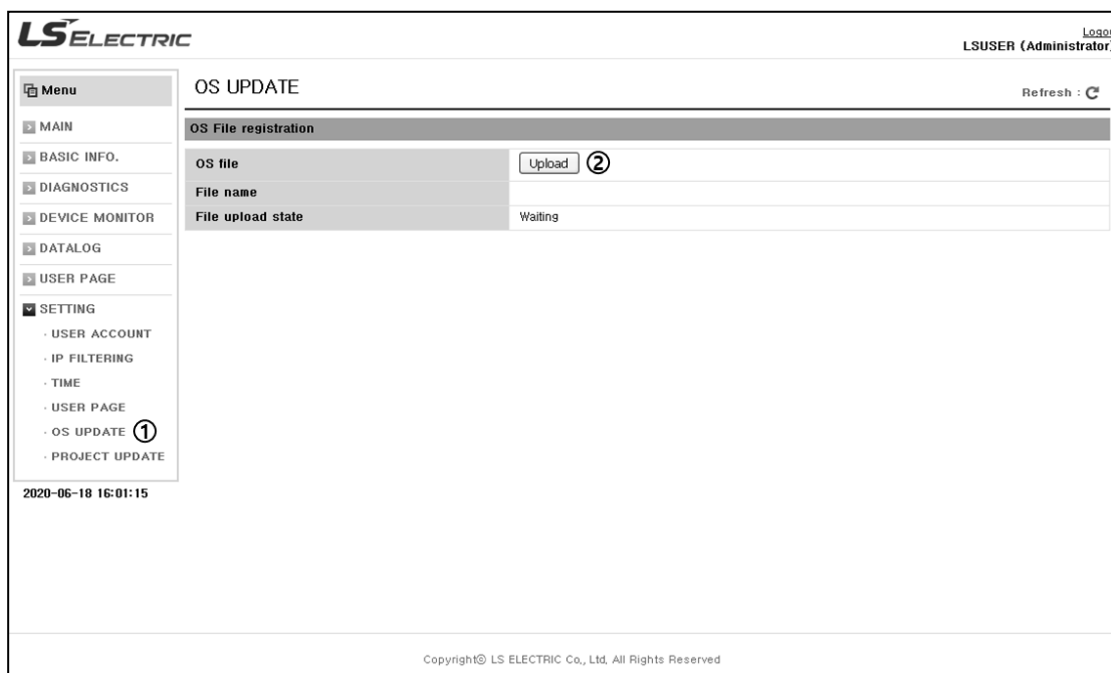 LS ELECTRIC
Logou
LSUSER (Administrator)
Menu
MAIN
BASIC INFO.
DIAGNOSTICS
DEVICE MONITOR
DATALOG
USER PAGE
SETTING
· USER ACCOUNT
· IP FILTERING
· TIME
· USER PAGE
· OS UPDATE ①
· PROJECT UPDATE
2020-06-18 16:01:15
OS UPDATE
Refresh :
OS File registration
OS file Upload ②
File name
File upload state Waiting
Copyright© LS ELECTRIC Co., Ltd, All Rights Reserved